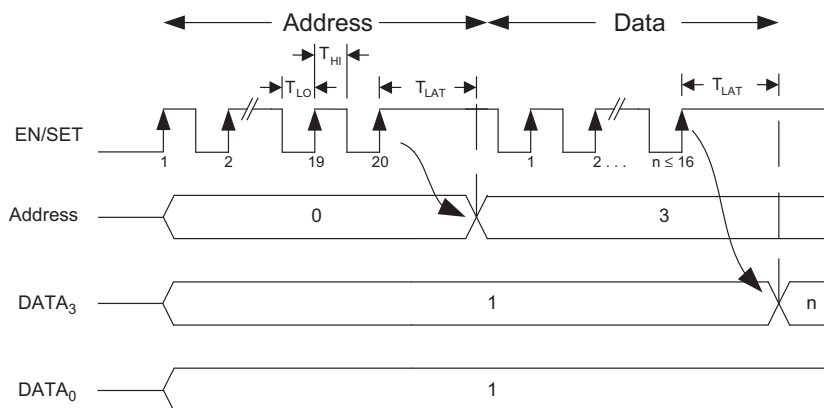 Address Data
T_HI
T_LO T_LAT T_LAT
EN/SET
1 2 19 20 1 2 . . . n ≤ 16
Address 0 3
DATA_3 1 n
DATA_0 1